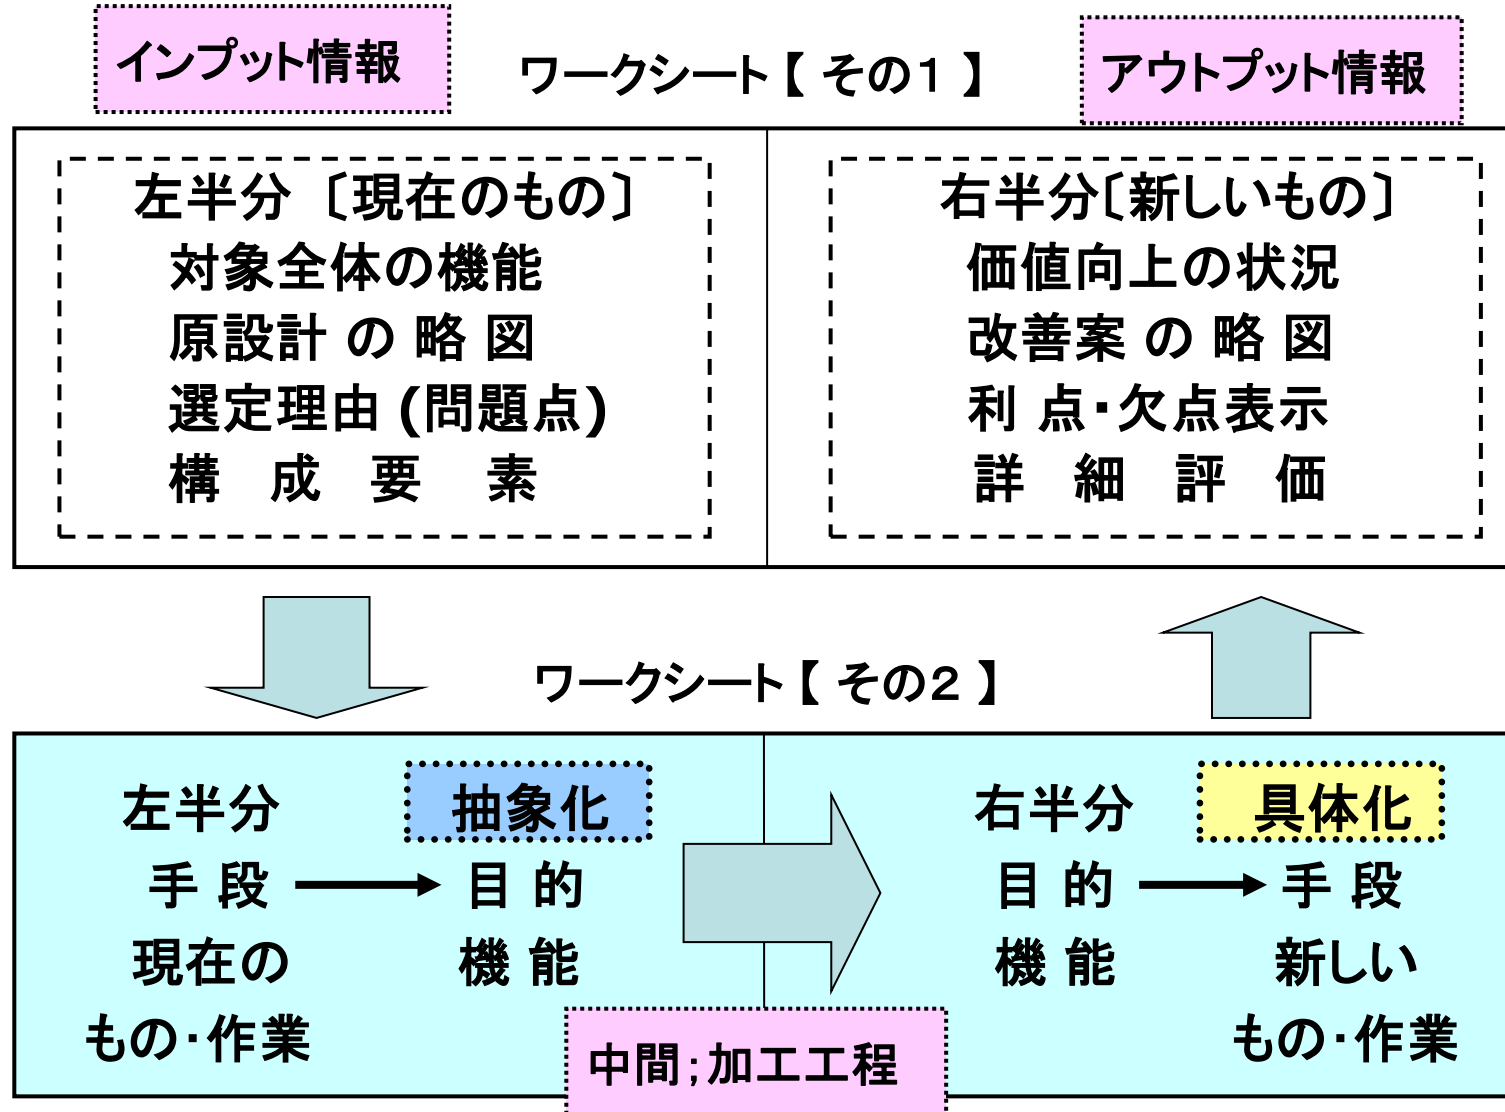 インプット情報
ワークシート【 その１ 】
アウトプット情報
左半分〔現在のもの〕
対象全体の機能
原設計 の 略 図
選定理由(問題点)
構 成 要 素
右半分〔新しいもの〕
価値向上の状況
改善案 の 略 図
利 点・欠点表示
詳 細 評 価
ワークシート【 その２ 】
左半分 抽象化
手 段 目 的
現在の 機 能
もの・作業
右半分 具体化
目 的 手 段
機 能 新しい
もの・作業
中間；加工工程